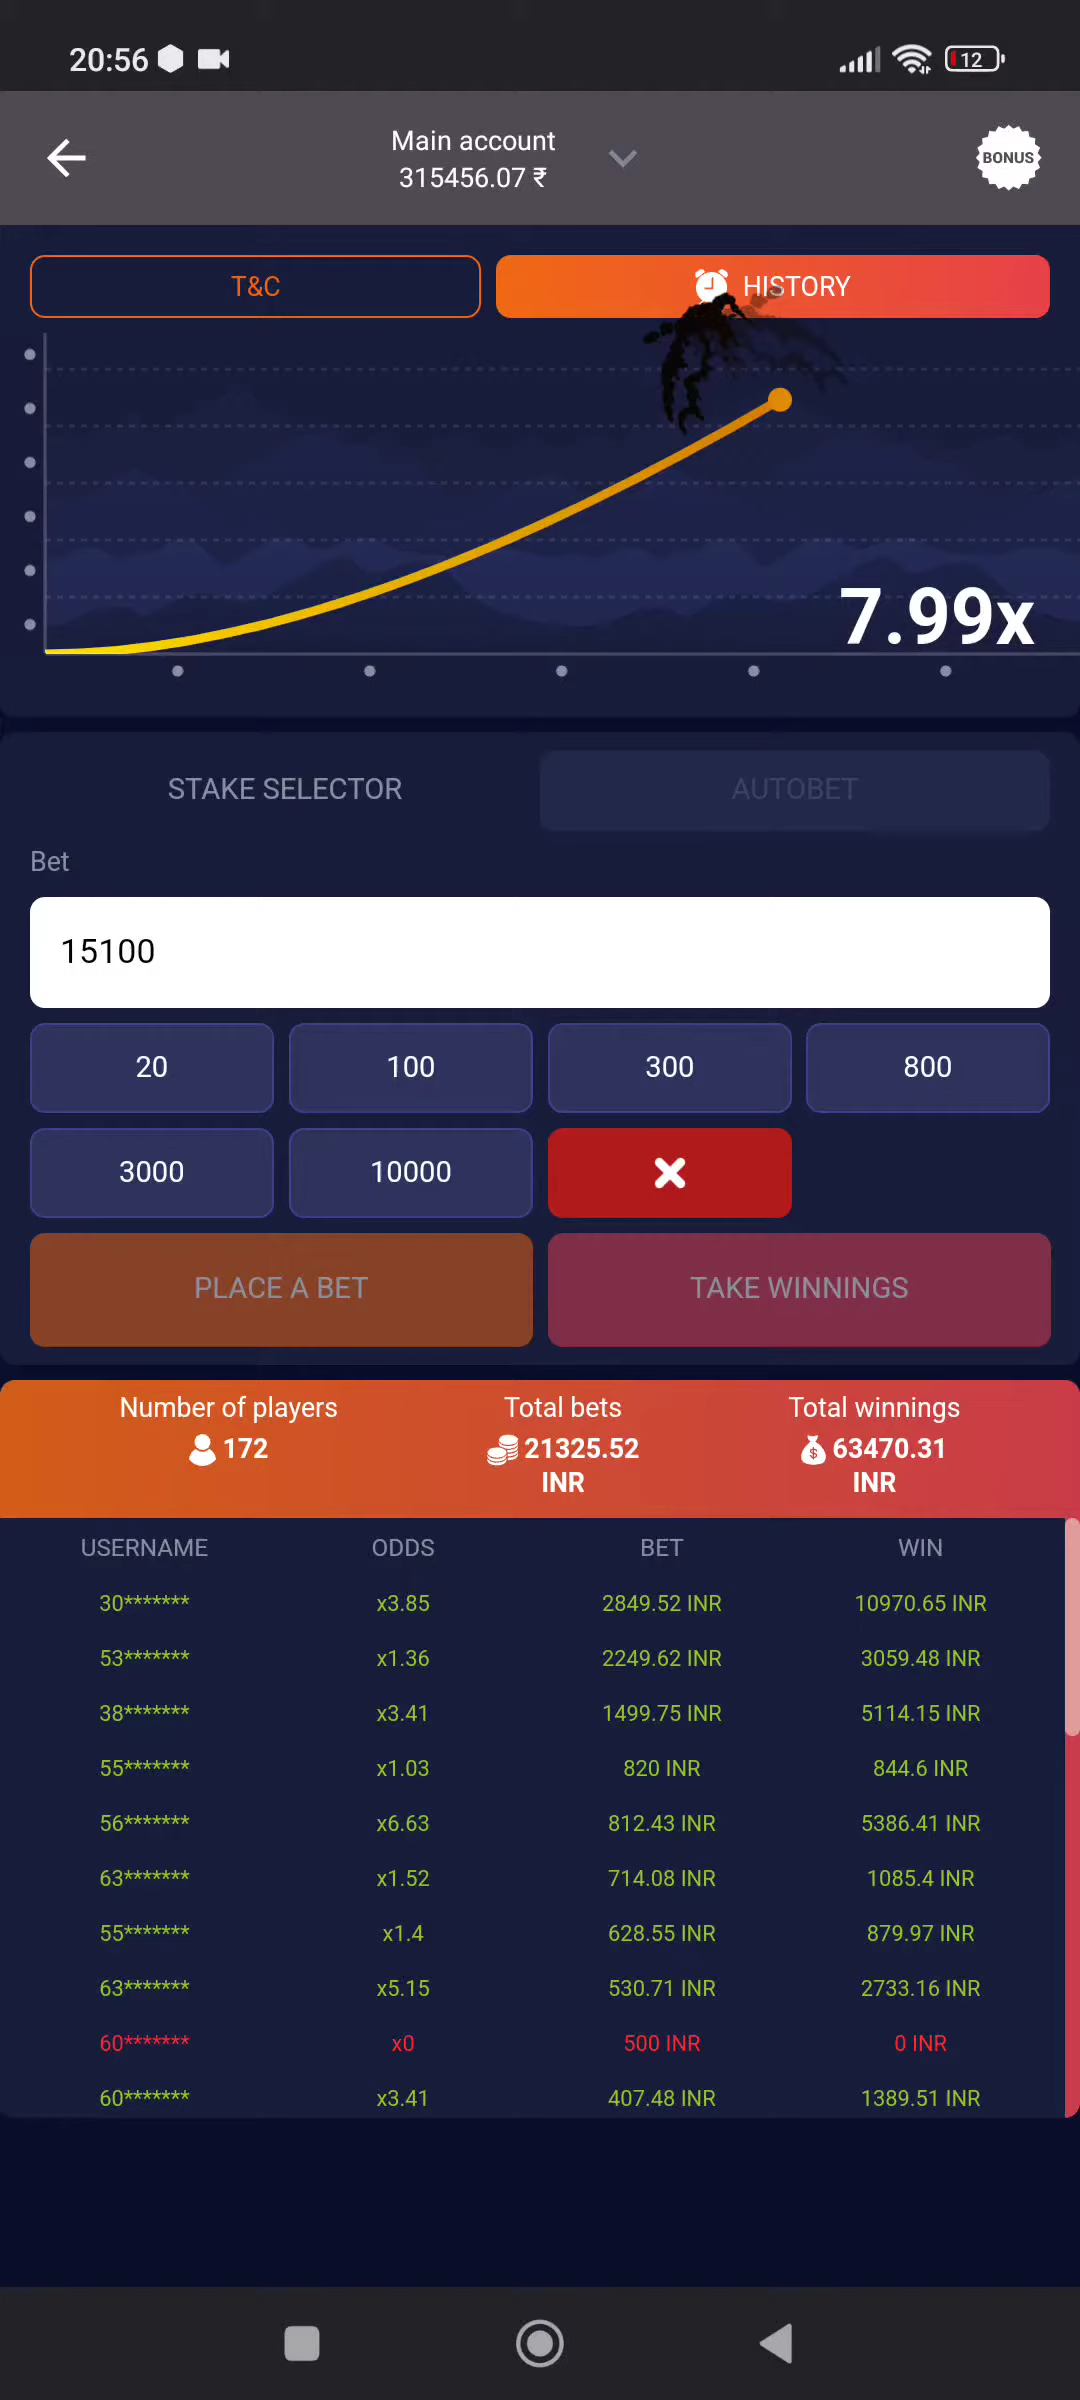 20:56
12
Main account
315456.07 ₹
BONUS
T&C
HISTORY
7.99x
STAKE SELECTOR
AUTOBET
Bet
15100
20 100 300 800
3000 10000
PLACE A BET TAKE WINNINGS
Number of players Total bets Total winnings
172 21325.52 63470.31
INR INR
USERNAME ODDS BET WIN
30******* x3.85 2849.52 INR 10970.65 INR
53******* x1.36 2249.62 INR 3059.48 INR
38******* x3.41 1499.75 INR 5114.15 INR
55******* x1.03 820 INR 844.6 INR
56******* x6.63 812.43 INR 5386.41 INR
63******* x1.52 714.08 INR 1085.4 INR
55******* x1.4 628.55 INR 879.97 INR
63******* x5.15 530.71 INR 2733.16 INR
60******* x0 500 INR 0 INR
60******* x3.41 407.48 INR 1389.51 INR